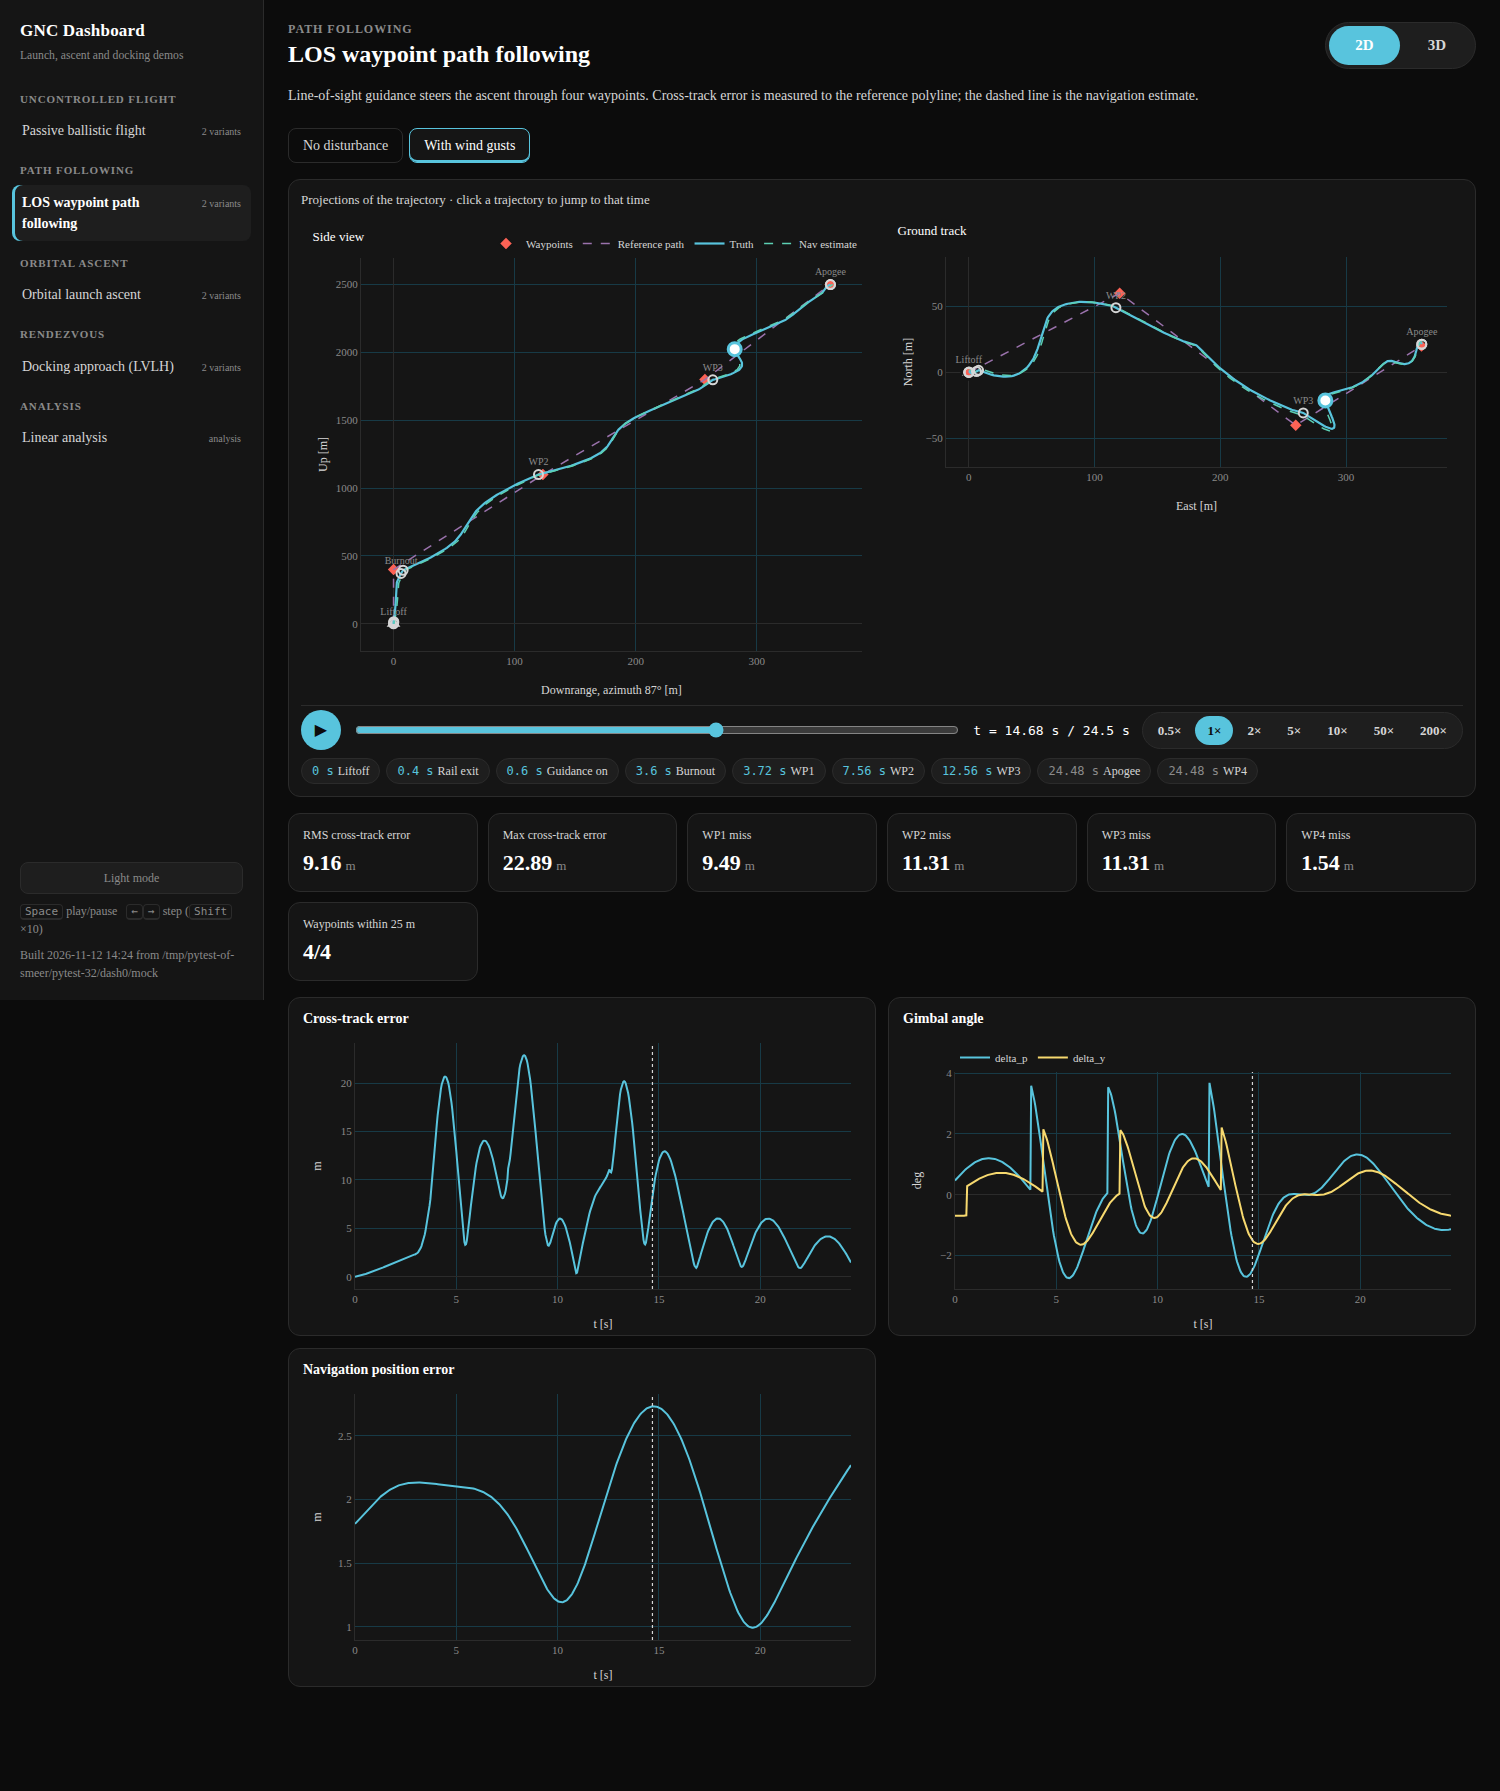 GNC Dashboard
Launch, ascent and docking demos
UNCONTROLLED FLIGHT
Passive ballistic flight 2 variants
PATH FOLLOWING
LOS waypoint path following 2 variants
ORBITAL ASCENT
Orbital launch ascent 2 variants
RENDEZVOUS
Docking approach (LVLH) 2 variants
ANALYSIS
Linear analysis analysis
Light mode
Space play/pause ← → step (Shift
×10)
Built 2026-11-12 14:24 from /tmp/pytest-of-
smeer/pytest-32/dash0/mock
PATH FOLLOWING
LOS waypoint path following
2D 3D
Line-of-sight guidance steers the ascent through four waypoints. Cross-track error is measured to the reference polyline; the dashed line is the navigation estimate.
No disturbance With wind gusts
Projections of the trajectory · click a trajectory to jump to that time
Side view
Waypoints Reference path Truth Nav estimate
2500
2000
1500
1000
500
0
Up [m]
Apogee
WP3
WP2
Burnout
Liftoff
0 100 200 300
Downrange, azimuth 87° [m]
Ground track
50
0
−50
North [m]
WP2
Liftoff
WP3
Apogee
0 100 200 300
East [m]
▶ t = 14.68 s / 24.5 s 0.5× 1× 2× 5× 10× 50× 200×
0 s Liftoff 0.4 s Rail exit 0.6 s Guidance on 3.6 s Burnout 3.72 s WP1 7.56 s WP2 12.56 s WP3 24.48 s Apogee 24.48 s WP4
RMS cross-track error
9.16 m
Max cross-track error
22.89 m
WP1 miss
9.49 m
WP2 miss
11.31 m
WP3 miss
11.31 m
WP4 miss
1.54 m
Waypoints within 25 m
4/4
Cross-track error
20
15
10
5
0
m
0 5 10 15 20
t [s]
Gimbal angle
delta_p delta_y
4
2
0
−2
deg
0 5 10 15 20
t [s]
Navigation position error
2.5
2
1.5
1
m
0 5 10 15 20
t [s]